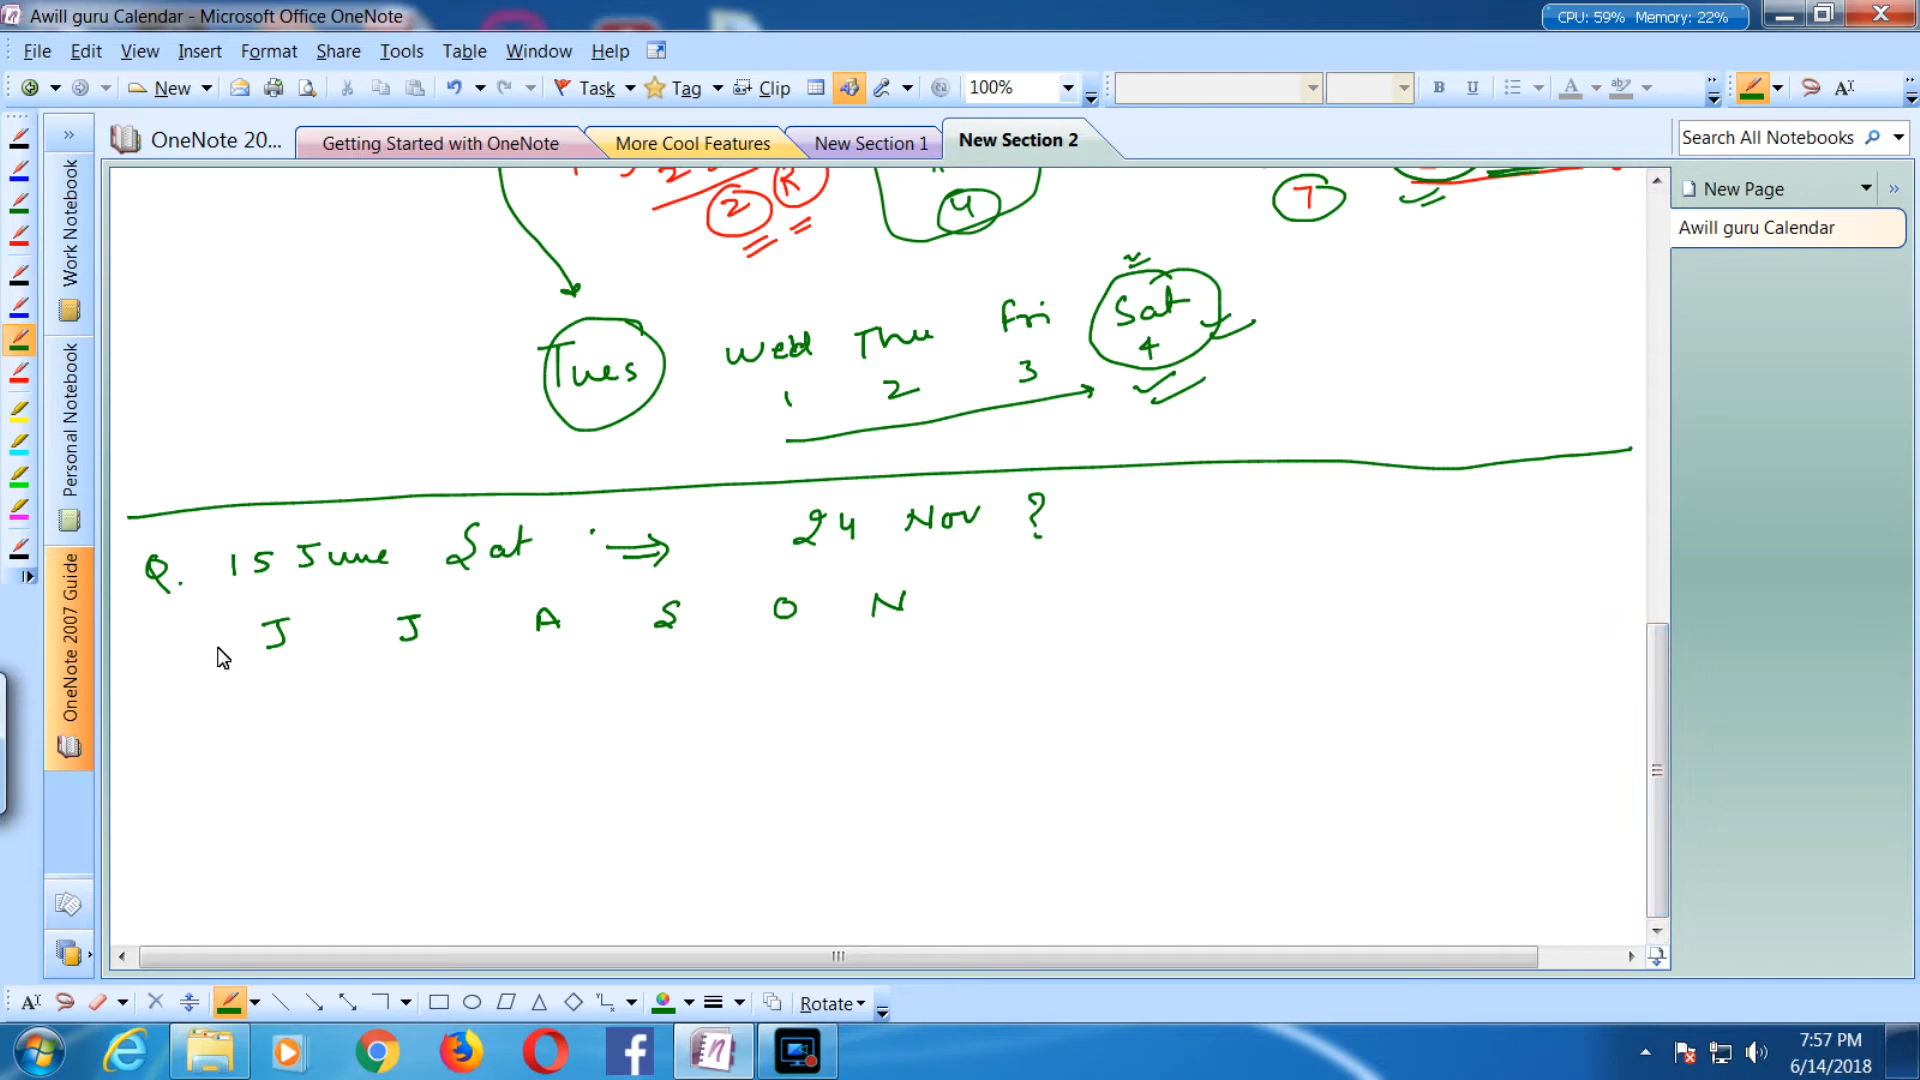 Awill guru Calendar - Microsoft Office OneNote
CPU: 59% Memory: 22%
File Edit View Insert Format Share Tools Table Window Help
New Task Tag Clip 100% B U A ab A
OneNote 20... Getting Started with OneNote More Cool Features New Section 1 New Section 2 Search All Notebooks
New Page
Awill guru Calendar
Work Notebook
Personal Notebook
OneNote 2007 Guide
2 R 4 7
Tues Wed Thu Fri Sat
1 2 3 4
Q. 15 June Sat ⇒ 24 Nov ?
J J A S O N
A Rotate
7:57 PM
6/14/2018